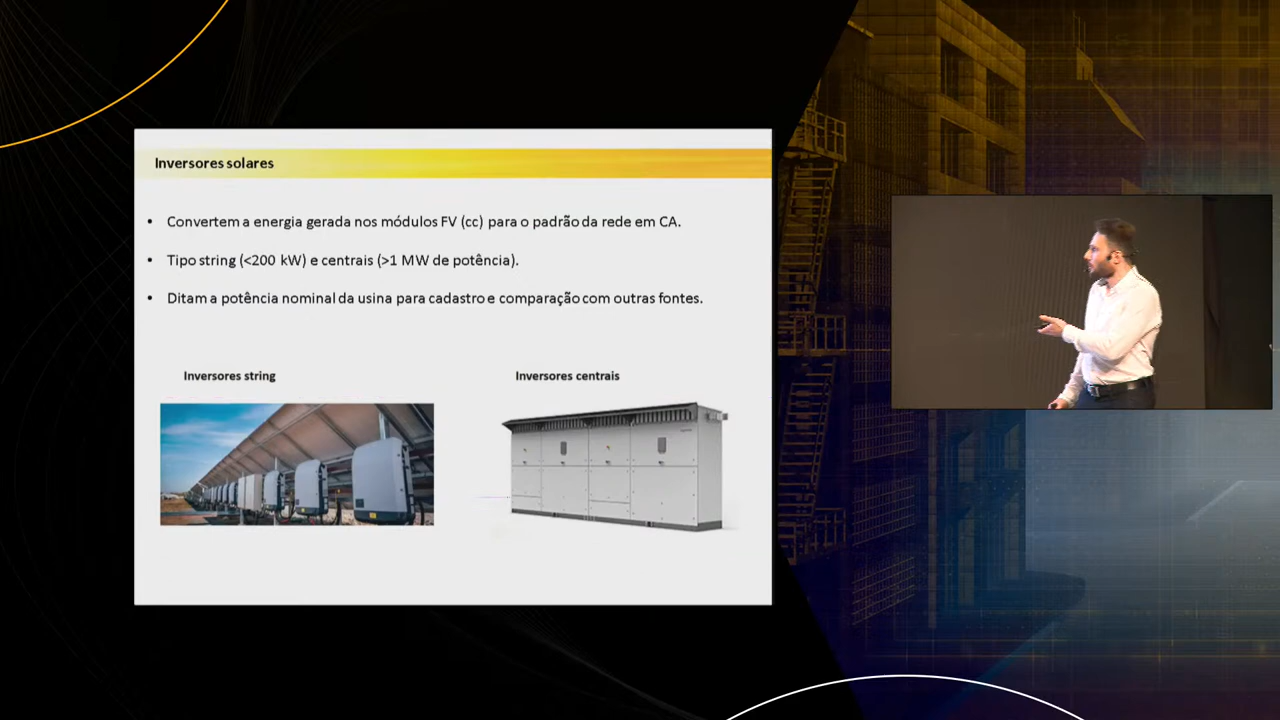 Inversores solares
• Convertem a energia gerada nos módulos FV (cc) para o padrão da rede em CA.
• Tipo string (<200 kW) e centrais (>1 MW de potência).
• Ditam a potência nominal da usina para cadastro e comparação com outras fontes.
Inversores string
Inversores centrais